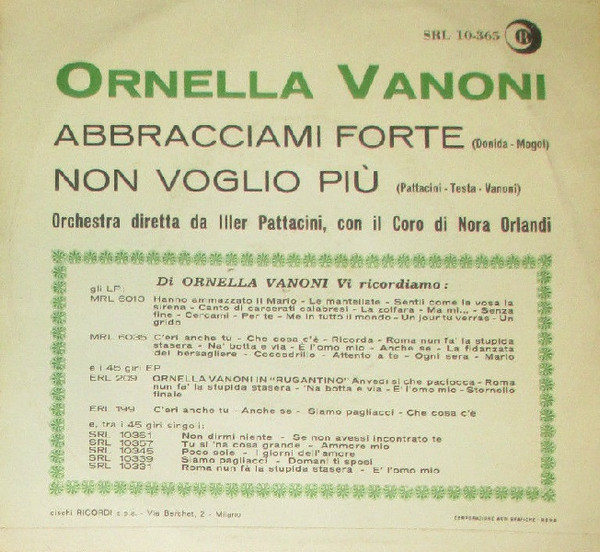 SRL 10-365 R
ORNELLA VANONI
ABBRACCIAMI FORTE (Donida - Mogol)
NON VOGLIO PIÙ (Pattacini - Testa - Vanoni)
Orchestra diretta da Iller Pattacini, con il Coro di Nora Orlandi
Di ORNELLA VANONI Vi ricordiamo:
gli LP:
MRL 6013 Hanno ammazzato il Mario - Le mantellate - Senti come la vosa la
sirena - Canto di carcerati calabresi - La zolfara - Ma mi... - Senza
fine - Cercami - Per te - Me in tutto il mondo - Un jour tu verras - Un
grido
MRL 6035 C'eri anche tu - Che cosa c'è - Ricorda - Roma nun fa' la stupida
stasera - 'Na botta e via - È l'omo mio - Anche se - La fidanzata
del bersagliere - Coccodrillo - Attento a te - Ogni sera - Mario
e i 45 giri EP
ERL 209 ORNELLA VANONI IN "RUGANTINO" Anvedi si che paciocca - Roma
nun fa' la stupida stasera - 'Na botta e via - E' l'omo mio - Stornello
finale
ERL 199 C'eri anche tu - Anche se - Siamo pagliacci - Che cosa c'è
e, tra i 45 giri singoli:
SRL 10361 Non dirmi niente - Se non avessi incontrato te
SRL 10357 Tu si 'na cosa grande - Ammore mio
SRL 10345 Poco sole - I giorni dell'amore
SRL 10339 Siamo pagliacci - Domani ti sposi
SRL 10331 Roma nun fà la stupida stasera - E' l'omo mio
dischi RICORDI s.p.a. - Via Berchet, 2 - Milano
CORPORAZIONE ARTI GRAFICHE - ROMA